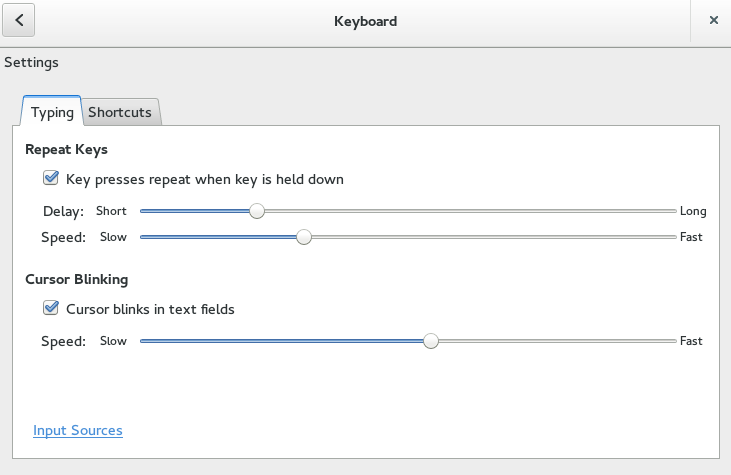 Keyboard
Settings
Typing Shortcuts
Repeat Keys
Key presses repeat when key is held down
Delay: Short Long
Speed: Slow Fast
Cursor Blinking
Cursor blinks in text fields
Speed: Slow Fast
Input Sources